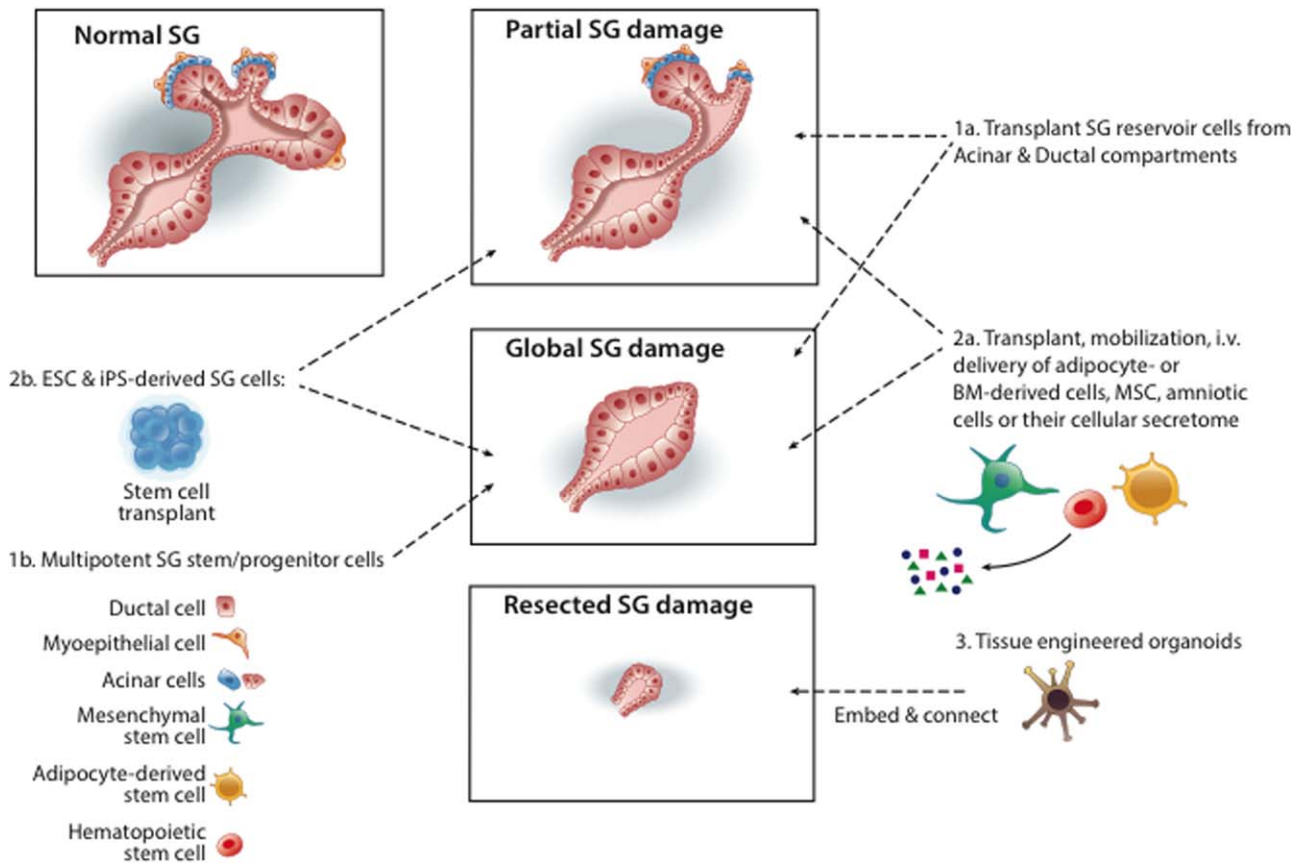 Normal SG
Partial SG damage
1a. Transplant SG reservoir cells from
Acinar & Ductal compartments
Global SG damage
2a. Transplant, mobilization, i.v.
delivery of adipocyte- or
BM-derived cells, MSC, amniotic
cells or their cellular secretome
2b. ESC & iPS-derived SG cells:
Stem cell
transplant
1b. Multipotent SG stem/progenitor cells
Resected SG damage
3. Tissue engineered organoids
Embed & connect
Ductal cell
Myoepithelial cell
Acinar cells
Mesenchymal
stem cell
Adipocyte-derived
stem cell
Hematopoietic
stem cell